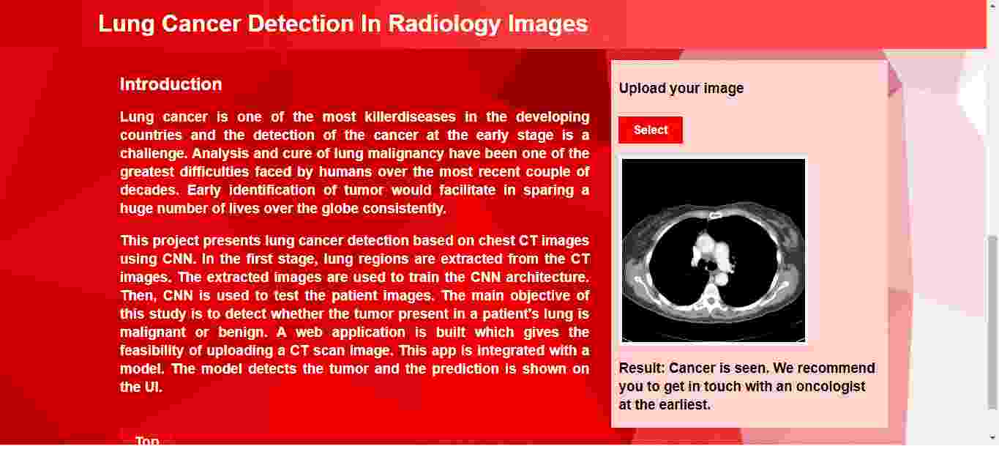 Lung Cancer Detection In Radiology Images
Introduction
Lung cancer is one of the most killerdiseases in the developing
countries and the detection of the cancer at the early stage is a
challenge. Analysis and cure of lung malignancy have been one of the
greatest difficulties faced by humans over the most recent couple of
decades. Early identification of tumor would facilitate in sparing a
huge number of lives over the globe consistently.
This project presents lung cancer detection based on chest CT images
using CNN. In the first stage, lung regions are extracted from the CT
images. The extracted images are used to train the CNN architecture.
Then, CNN is used to test the patient images. The main objective of
this study is to detect whether the tumor present in a patient's lung is
malignant or benign. A web application is built which gives the
feasibility of uploading a CT scan image. This app is integrated with a
model. The model detects the tumor and the prediction is shown on
the UI.
Top
Upload your image
Select
Result: Cancer is seen. We recommend
you to get in touch with an oncologist
at the earliest.